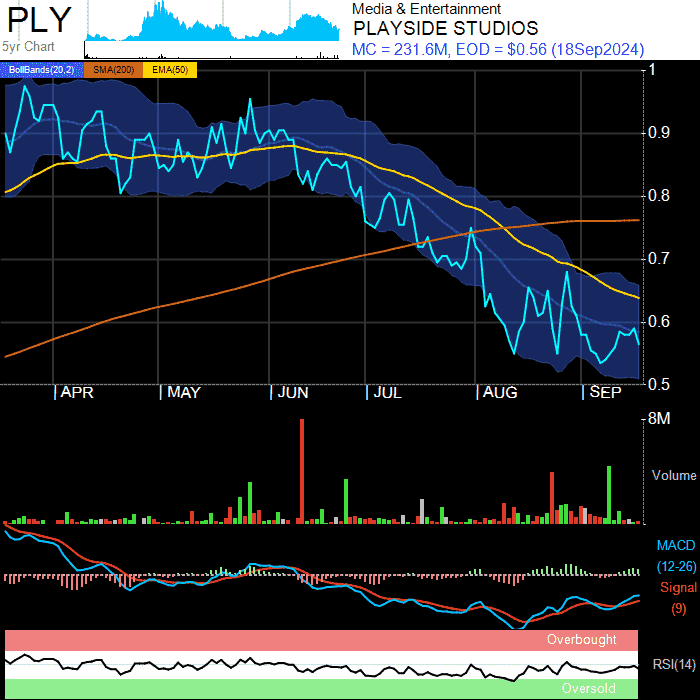 PLY
5yr Chart
Media & Entertainment
PLAYSIDE STUDIOS
MC = 231.6M, EOD = $0.56 (18Sep2024)
BollBands(20,2) SMA(200) EMA(50)
1
0.9
0.8
0.7
0.6
0.5
APR MAY JUN JUL AUG SEP
8M
Volume
MACD
(12-26)
Signal
(9)
Overbought
RSI(14)
Oversold